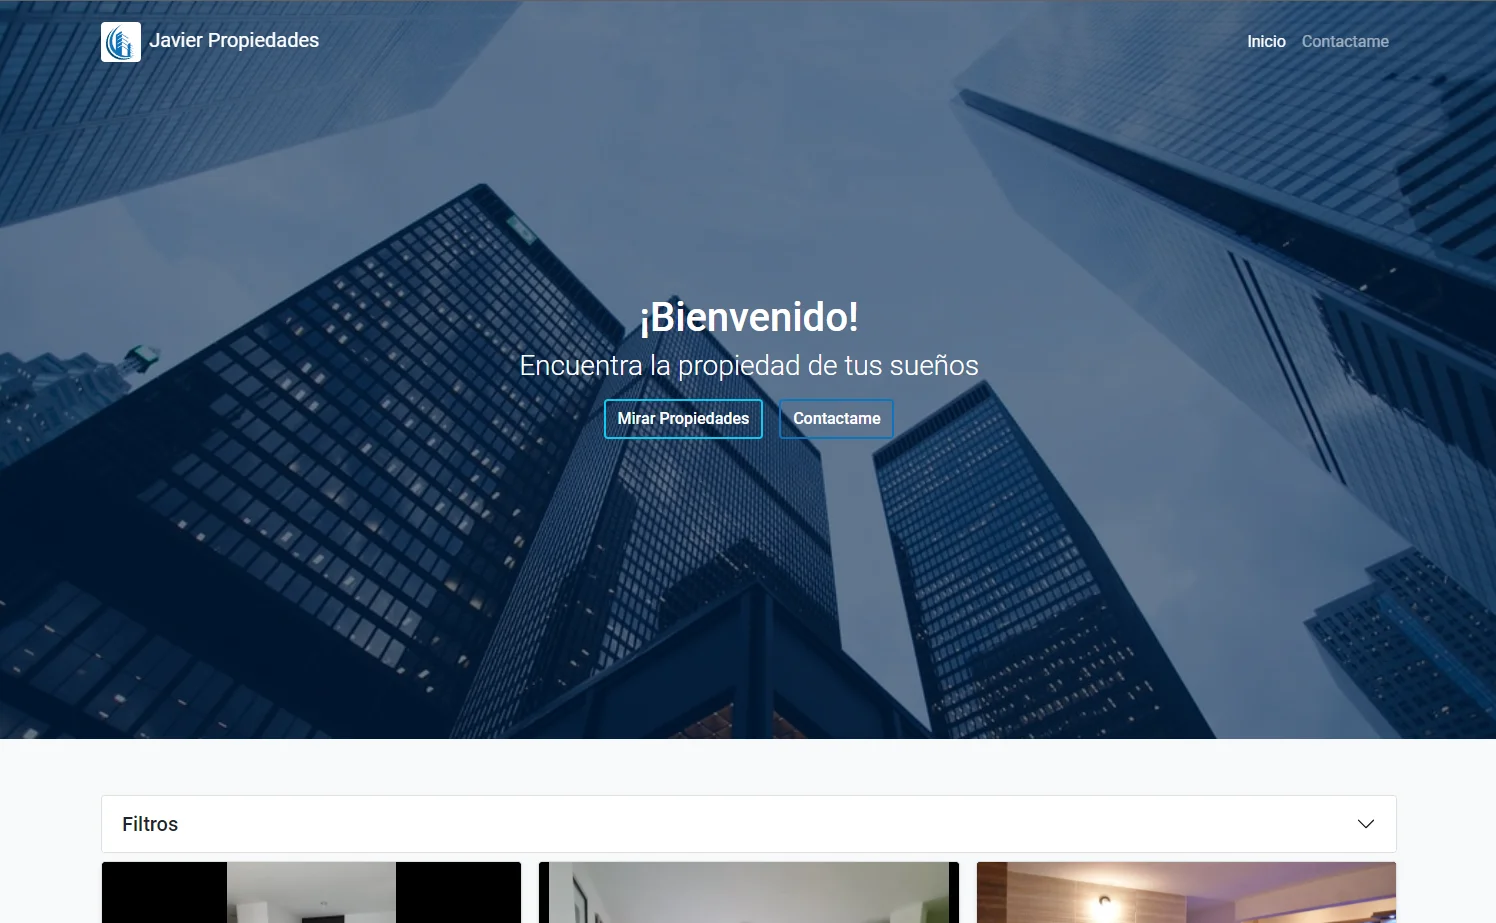 Javier Propiedades
Inicio Contactame
¡Bienvenido!
Encuentra la propiedad de tus sueños
Mirar Propiedades Contactame
Filtros